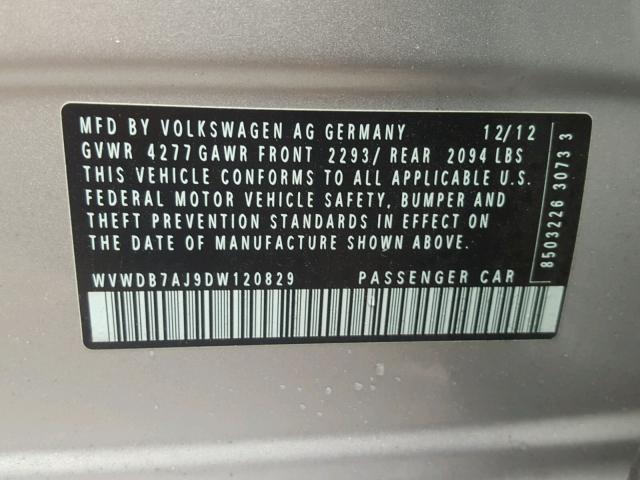 MFD BY VOLKSWAGEN AG GERMANY 12/12
GVWR 4277 GAWR FRONT 2293/ REAR 2094 LBS
THIS VEHICLE CONFORMS TO ALL APPLICABLE U.S.
FEDERAL MOTOR VEHICLE SAFETY, BUMPER AND
THEFT PREVENTION STANDARDS IN EFFECT ON
THE DATE OF MANUFACTURE SHOWN ABOVE.
WVWDB7AJ9DW120829 PASSENGER CAR
8503226 3073 3